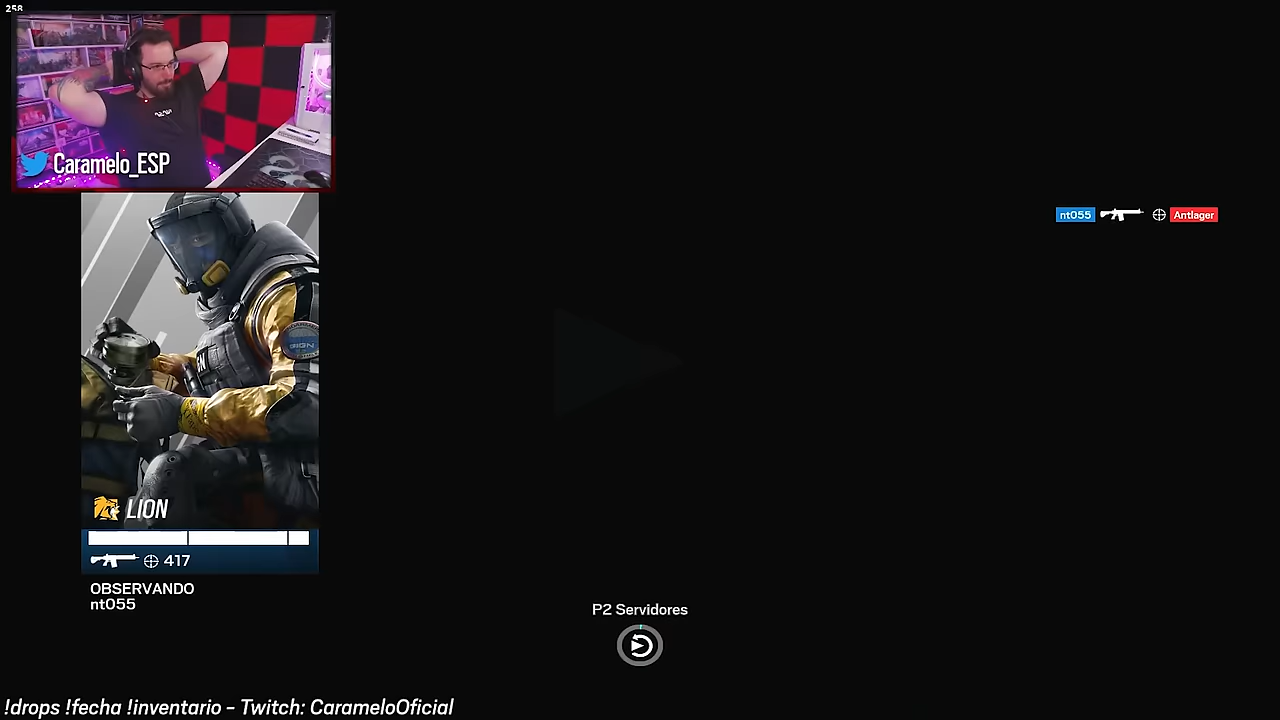 258
Caramelo_ESP
nt055 Antlager
LION
417
OBSERVANDO
nt055
P2 Servidores
!drops !fecha !inventario - Twitch: CarameloOficial